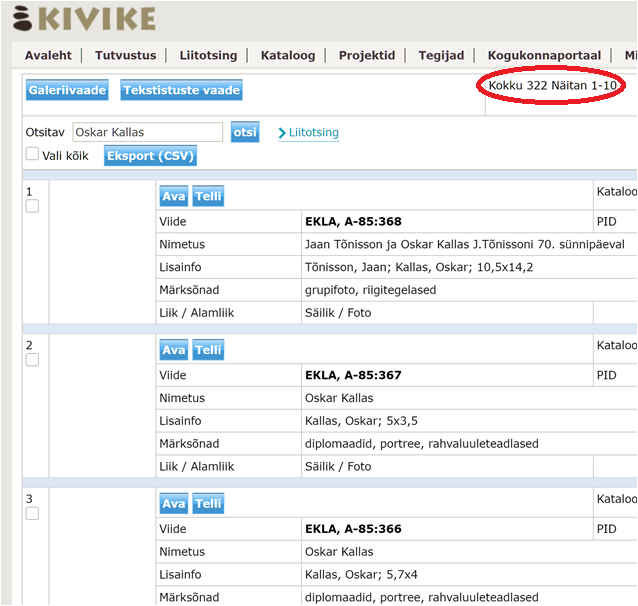 KIVIKE
Avaleht Tutvustus Liitotsing Kataloog Projektid Tegijad Kogukonnaportaal
Galeriivaade Tekstistuste vaade Kokku 322 Näitan 1-10
Otsitav Oskar Kallas otsi Liitotsing
Vali kõik Eksport (CSV)
1 Ava Telli
Viide EKLA, A-85:368 PID
Nimetus Jaan Tõnisson ja Oskar Kallas J.Tõnissoni 70. sünnipäeval
Lisainfo Tõnisson, Jaan; Kallas, Oskar; 10,5x14,2
Märksõnad grupifoto, riigitegelased
Liik / Alamliik Säilik / Foto
2 Ava Telli
Viide EKLA, A-85:367 PID
Nimetus Oskar Kallas
Lisainfo Kallas, Oskar; 5x3,5
Märksõnad diplomaadid, portree, rahvaluuleteadlased
Liik / Alamliik Säilik / Foto
3 Ava Telli
Viide EKLA, A-85:366 PID
Nimetus Oskar Kallas
Lisainfo Kallas, Oskar; 5,7x4
Märksõnad diplomaadid, portree, rahvaluuleteadlased